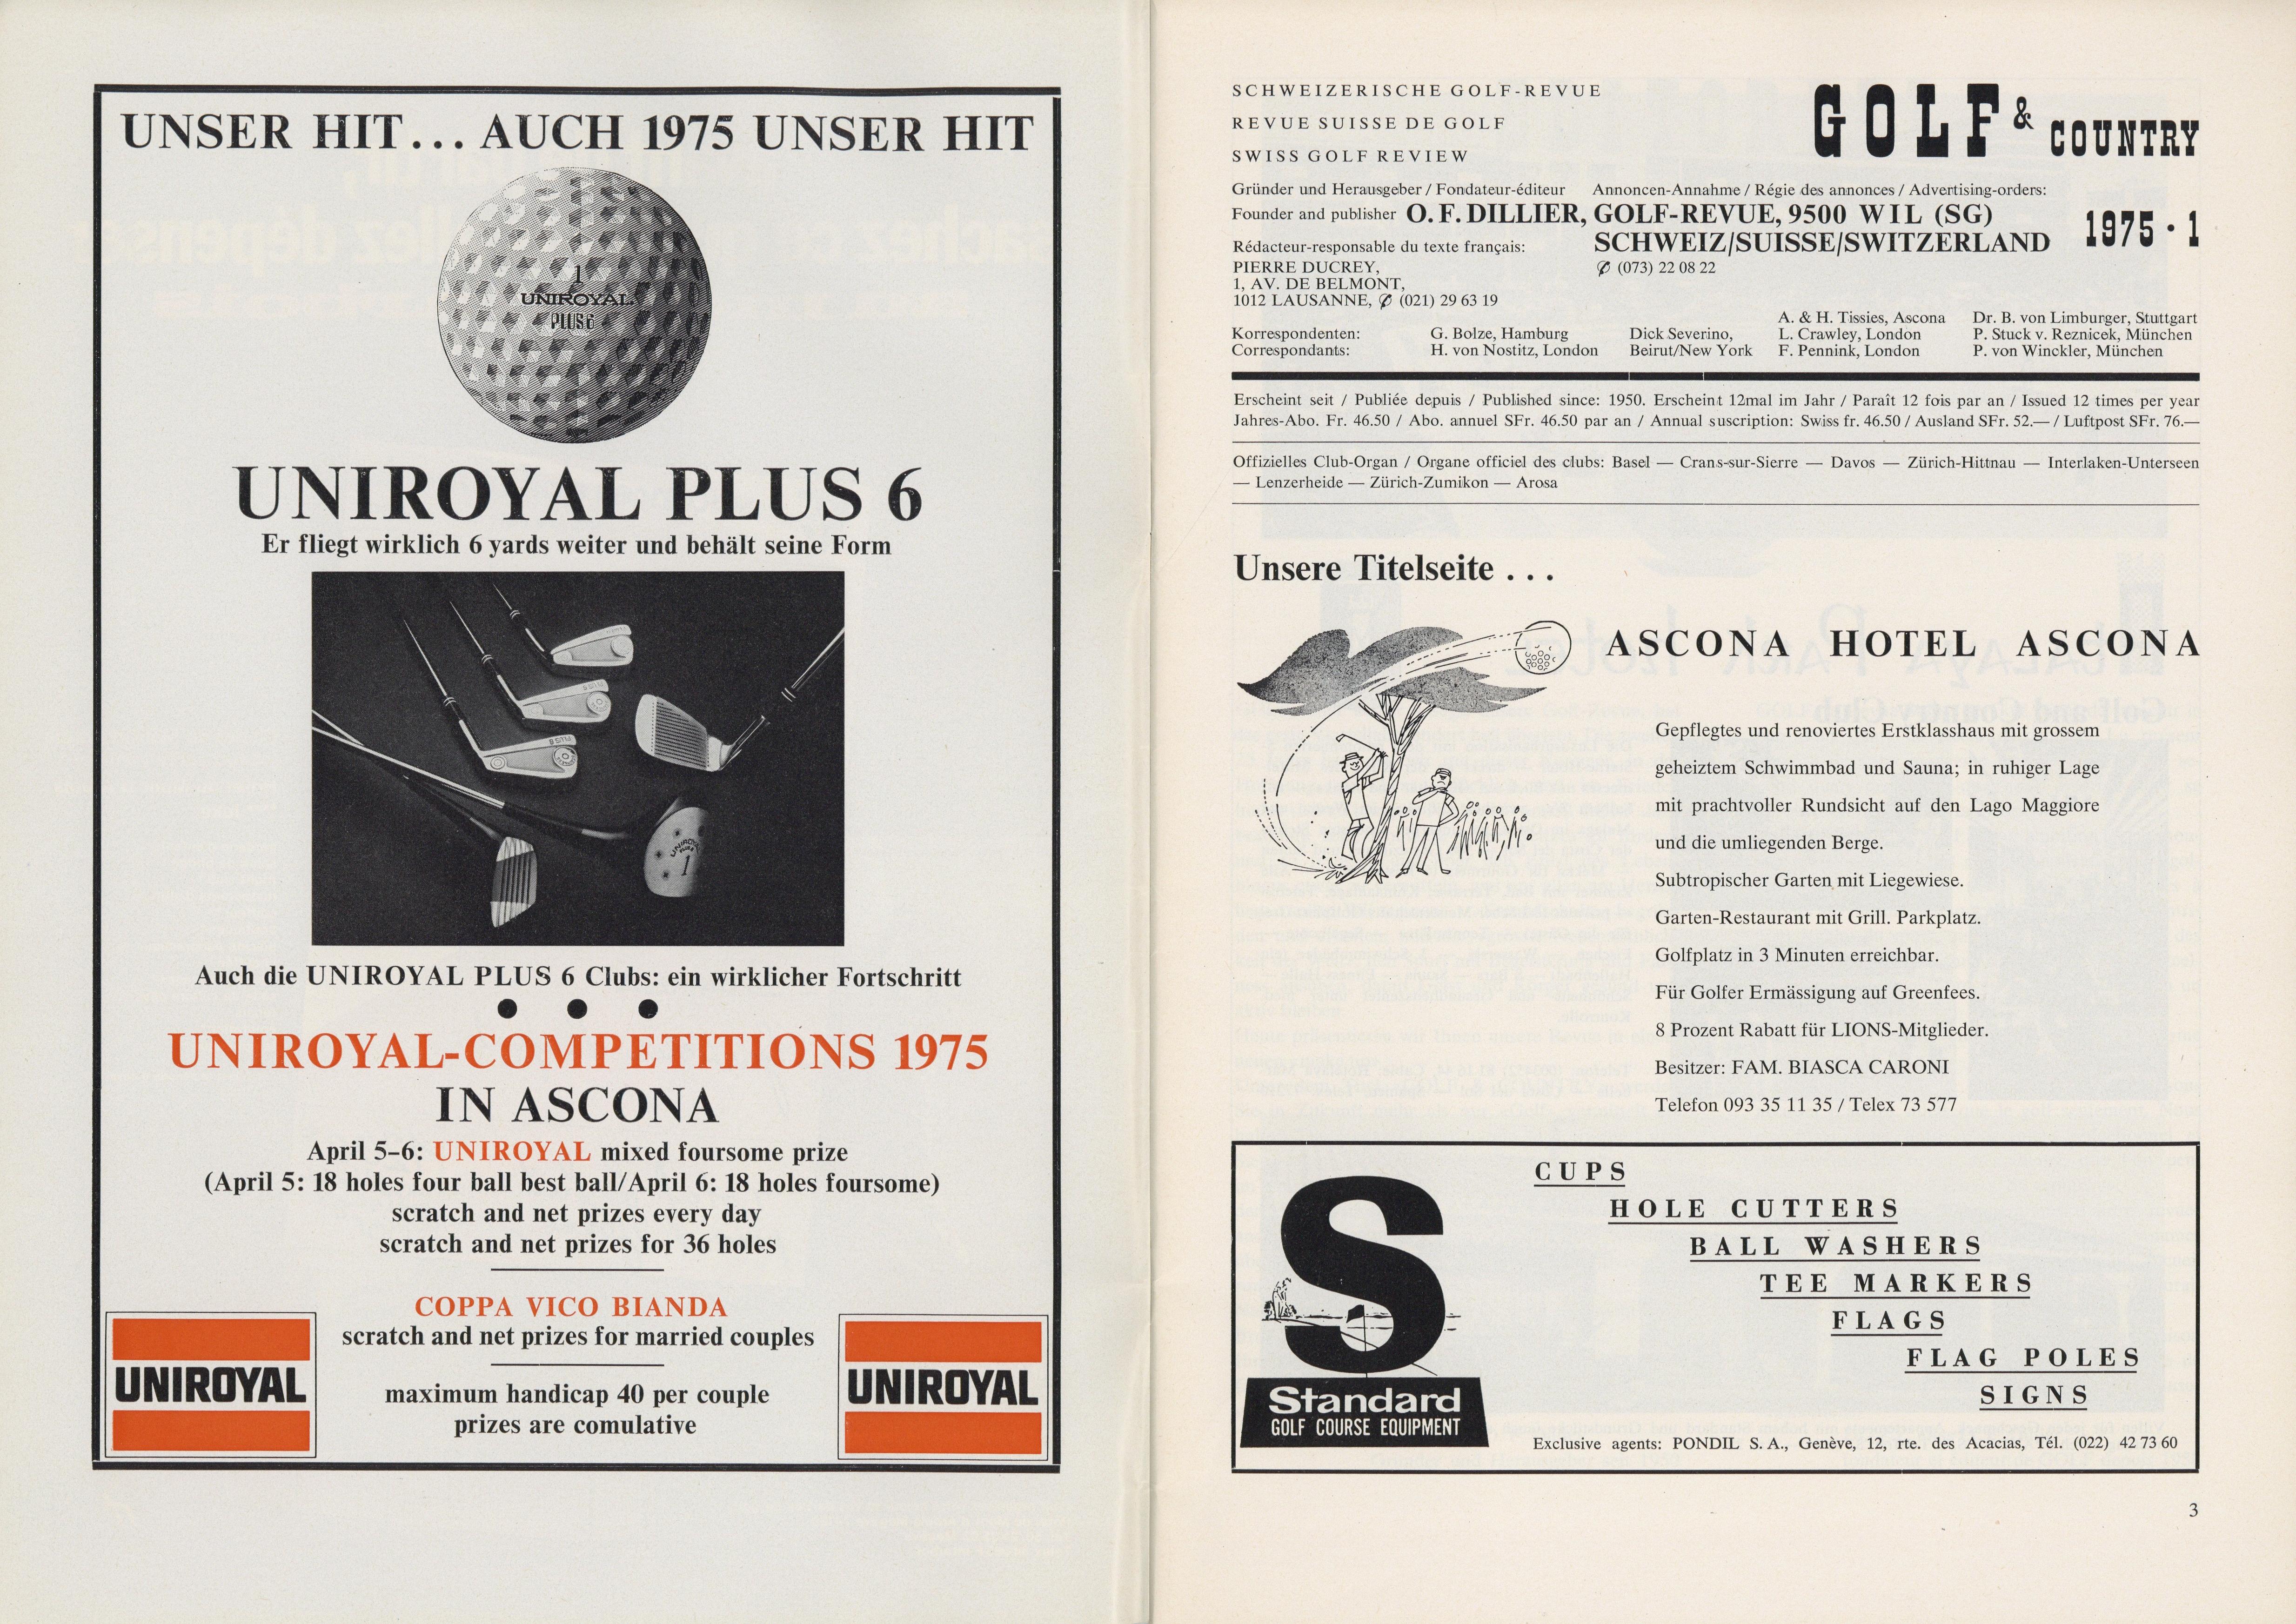 UNSER HIT... AUCH 1975 UNSER HIT
1
UNIROYAL
PLUS 6
UNIROYAL PLUS 6
Er fliegt wirklich 6 yards weiter und behält seine Form
Auch die UNIROYAL PLUS 6 Clubs: ein wirklicher Fortschritt
UNIROYAL-COMPETITIONS 1975
IN ASCONA
April 5–6: UNIROYAL mixed foursome prize
(April 5: 18 holes four ball best ball/April 6: 18 holes foursome)
scratch and net prizes every day
scratch and net prizes for 36 holes
COPPA VICO BIANDA
scratch and net prizes for married couples
maximum handicap 40 per couple
prizes are comulative
UNIROYAL
UNIROYAL
SCHWEIZERISCHE GOLF-REVUE
REVUE SUISSE DE GOLF
SWISS GOLF REVIEW
GOLF & COUNTRY
1975 · 1
Gründer und Herausgeber / Fondateur-éditeur
Founder and publisher O. F. DILLIER, GOLF-REVUE, 9500 WIL (SG)
Annoncen-Annahme / Régie des annonces / Advertising-orders:
SCHWEIZ/SUISSE/SWITZERLAND
✆ (073) 22 08 22
Rédacteur-responsable du texte français:
PIERRE DUCREY,
1, AV. DE BELMONT,
1012 LAUSANNE, ✆ (021) 29 63 19
Korrespondenten:
Correspondants:
G. Bolze, Hamburg
H. von Nostitz, London
Dick Severino,
Beirut/New York
A. & H. Tissies, Ascona
L. Crawley, London
F. Pennink, London
Dr. B. von Limburger, Stuttgart
P. Stuck v. Reznicek, München
P. von Winckler, München
Erscheint seit / Publiée depuis / Published since: 1950. Erscheint 12mal im Jahr / Paraît 12 fois par an / Issued 12 times per year
Jahres-Abo. Fr. 46.50 / Abo. annuel SFr. 46.50 par an / Annual suscription: Swiss fr. 46.50 / Ausland SFr. 52.— / Luftpost SFr. 76.—
Offizielles Club-Organ / Organe officiel des clubs: Basel — Crans-sur-Sierre — Davos — Zürich-Hittnau — Interlaken-Unterseen
— Lenzerheide — Zürich-Zumikon — Arosa
Unsere Titelseite . . .
ASCONA HOTEL ASCONA
Gepflegtes und renoviertes Erstklasshaus mit grossem
geheiztem Schwimmbad und Sauna; in ruhiger Lage
mit prachtvoller Rundsicht auf den Lago Maggiore
und die umliegenden Berge.
Subtropischer Garten mit Liegewiese.
Garten-Restaurant mit Grill. Parkplatz.
Golfplatz in 3 Minuten erreichbar.
Für Golfer Ermässigung auf Greenfees.
8 Prozent Rabatt für LIONS-Mitglieder.
Besitzer: FAM. BIASCA CARONI
Telefon 093 35 11 35 / Telex 73 577
S
Standard
GOLF COURSE EQUIPMENT
CUPS
HOLE CUTTERS
BALL WASHERS
TEE MARKERS
FLAGS
FLAG POLES
SIGNS
Exclusive agents: PONDIL S. A., Genève, 12, rte. des Acacias, Tél. (022) 42 73 60
3